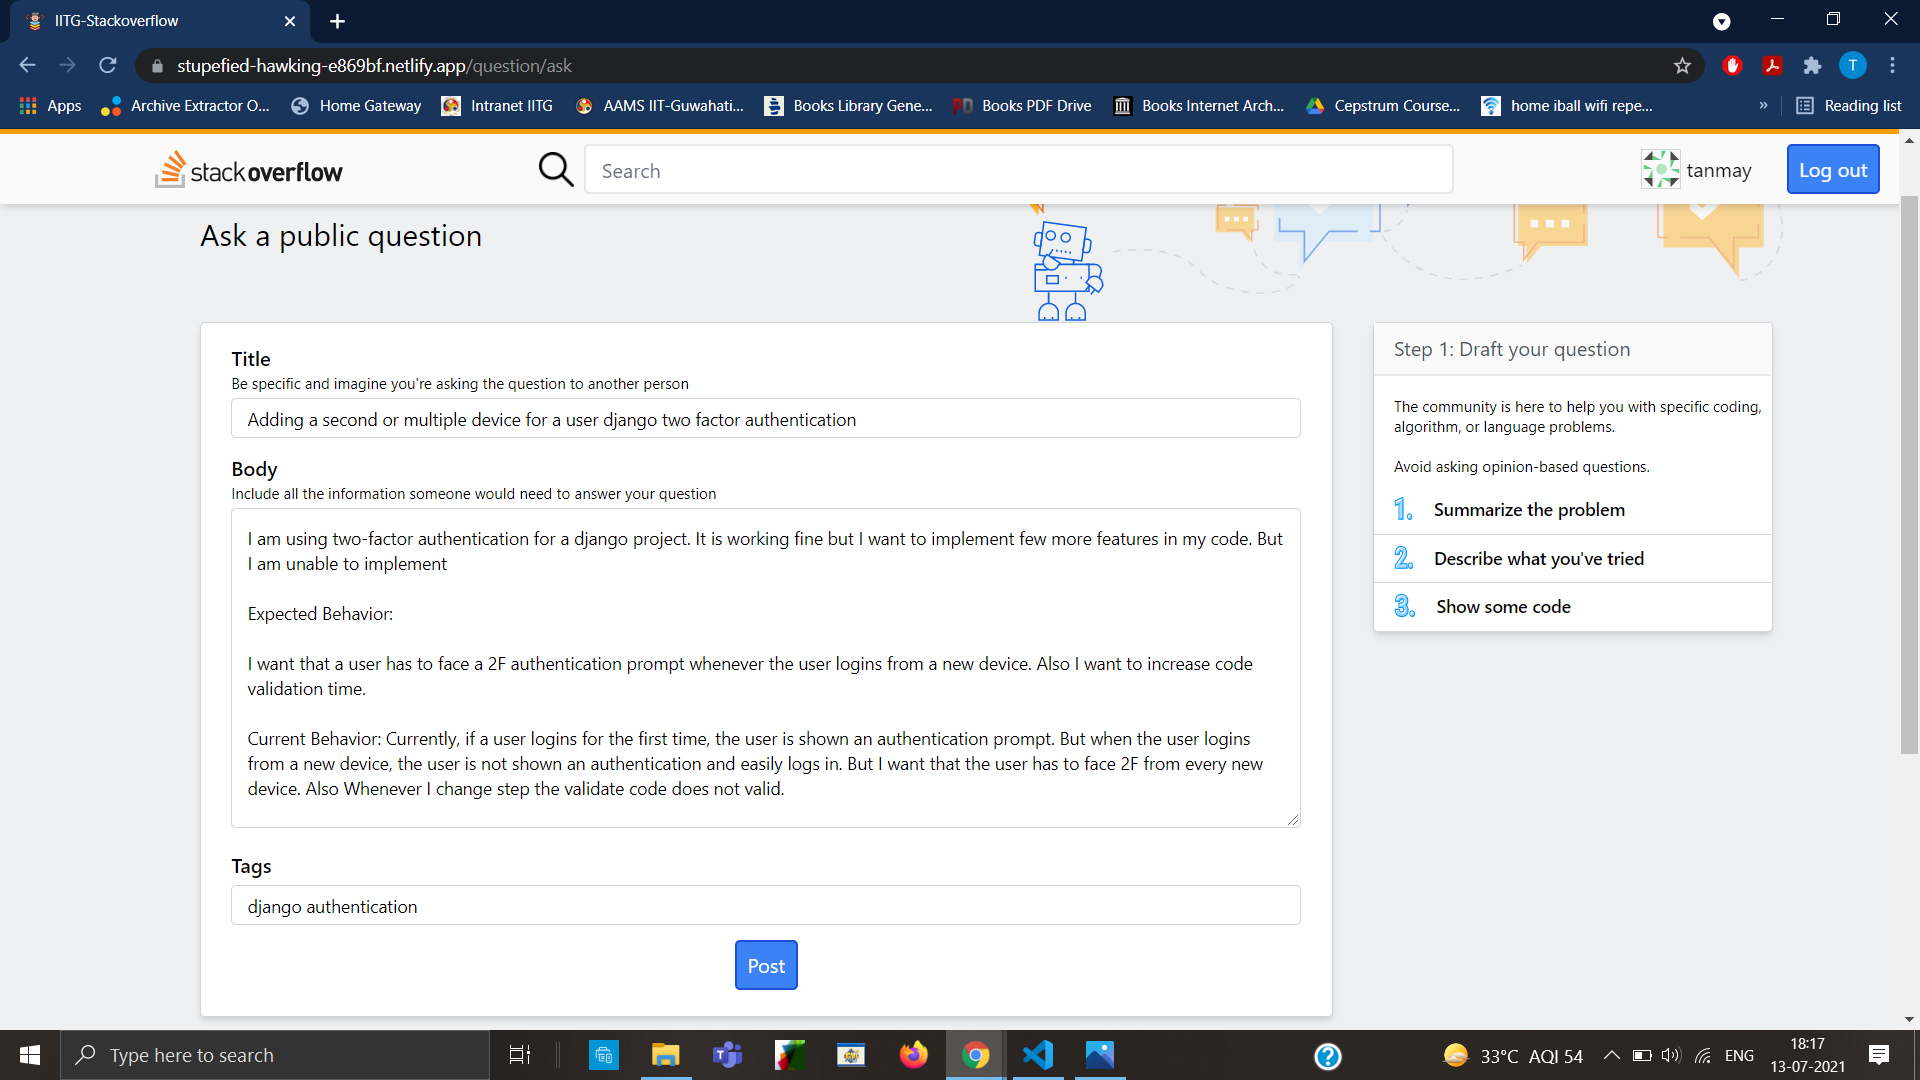 IITG-Stackoverflow
stupefied-hawking-e869bf.netlify.app/question/ask
T
Apps
Archive Extractor O...
Home Gateway
Intranet IITG
AAMS IIT-Guwahati...
Books Library Gene...
Books PDF Drive
Books Internet Arch...
Cepstrum Course...
home iball wifi repe...
»
Reading list
stackoverflow
Search
tanmay
Log out
Ask a public question
Title
Be specific and imagine you're asking the question to another person
Adding a second or multiple device for a user django two factor authentication
Body
Include all the information someone would need to answer your question
I am using two-factor authentication for a django project. It is working fine but I want to implement few more features in my code. But
I am unable to implement
Expected Behavior:
I want that a user has to face a 2F authentication prompt whenever the user logins from a new device. Also I want to increase code
validation time.
Current Behavior: Currently, if a user logins for the first time, the user is shown an authentication prompt. But when the user logins
from a new device, the user is not shown an authentication and easily logs in. But I want that the user has to face 2F from every new
device. Also Whenever I change step the validate code does not valid.
Tags
django authentication
Post
Step 1: Draft your question
The community is here to help you with specific coding,
algorithm, or language problems.
Avoid asking opinion-based questions.
1. Summarize the problem
2. Describe what you've tried
3. Show some code
Type here to search
33°C AQI 54
ENG
18:17
13-07-2021